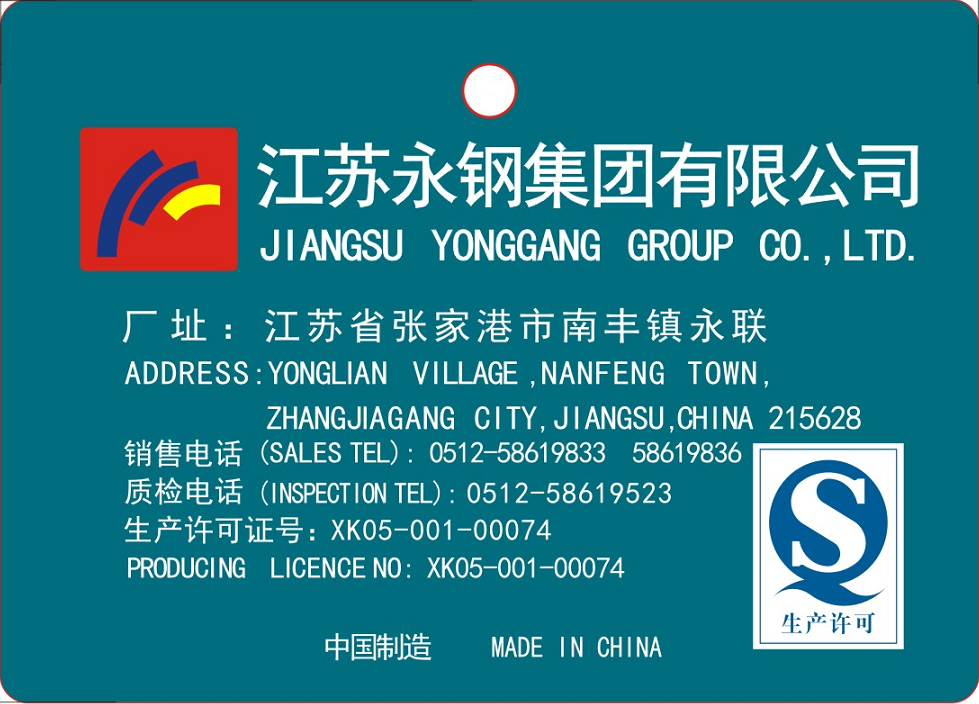 江苏永钢集团有限公司
JIANGSU YONGGANG GROUP CO.,LTD.
厂址：江苏省张家港市南丰镇永联
ADDRESS:YONGLIAN VILLAGE ,NANFENG TOWN,
ZHANGJIAGANG CITY,JIANGSU,CHINA 215628
销售电话 (SALES TEL): 0512-58619833 58619836
质检电话 (INSPECTION TEL): 0512-58619523
生产许可证号: XK05-001-00074
PRODUCING LICENCE NO: XK05-001-00074
S
生产许可
中国制造 MADE IN CHINA